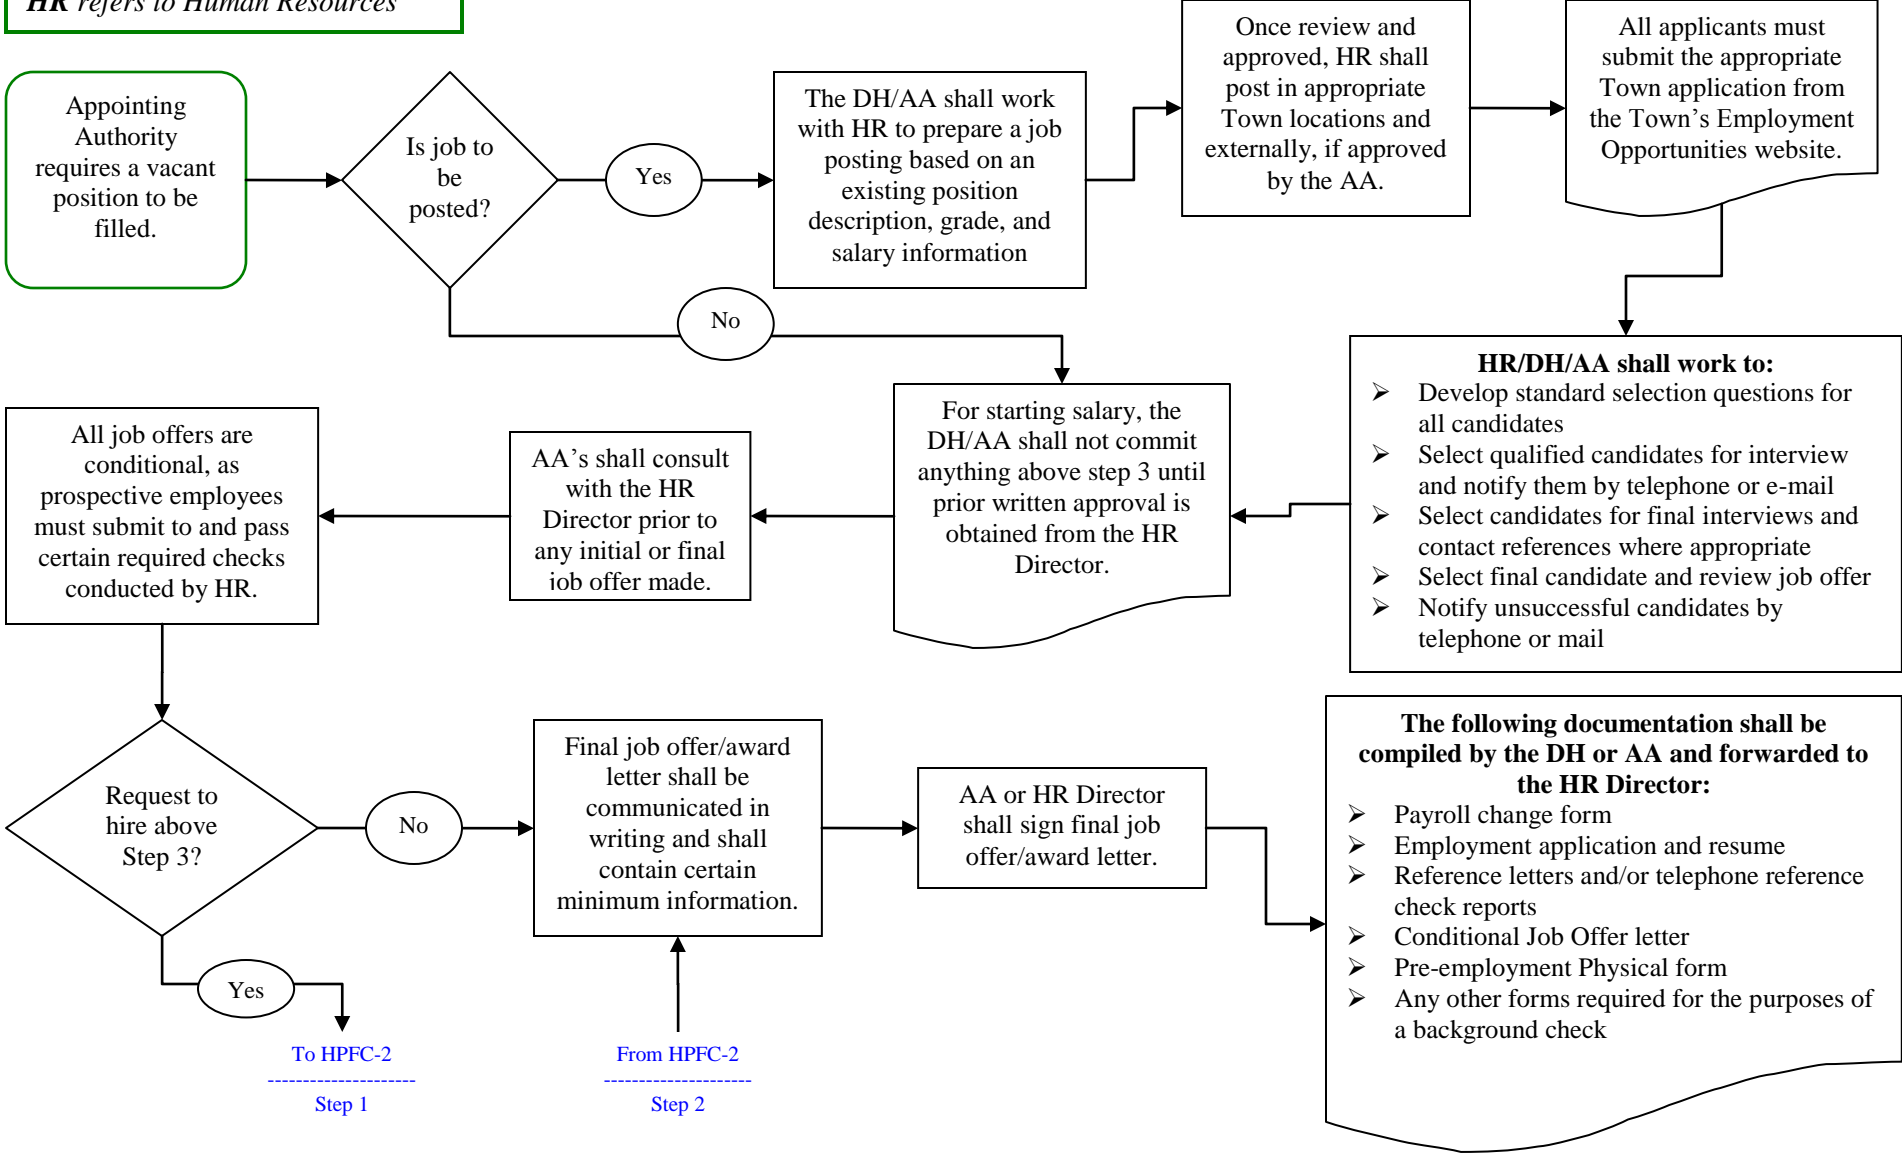 HR refers to Human Resources
Appointing
Authority
requires a vacant
position to be
filled.
Is job to
be
posted?
Yes
The DH/AA shall work
with HR to prepare a job
posting based on an
existing position
description, grade, and
salary information
Once review and
approved, HR shall
post in appropriate
Town locations and
externally, if approved
by the AA.
All applicants must
submit the appropriate
Town application from
the Town’s Employment
Opportunities website.
No
HR/DH/AA shall work to:
➢ Develop standard selection questions for
all candidates
➢ Select qualified candidates for interview
and notify them by telephone or e-mail
➢ Select candidates for final interviews and
contact references where appropriate
➢ Select final candidate and review job offer
➢ Notify unsuccessful candidates by
telephone or mail
For starting salary, the
DH/AA shall not commit
anything above step 3 until
prior written approval is
obtained from the HR
Director.
AA’s shall consult
with the HR
Director prior to
any initial or final
job offer made.
All job offers are
conditional, as
prospective employees
must submit to and pass
certain required checks
conducted by HR.
Request to
hire above
Step 3?
No
Final job offer/award
letter shall be
communicated in
writing and shall
contain certain
minimum information.
AA or HR Director
shall sign final job
offer/award letter.
The following documentation shall be
compiled by the DH or AA and forwarded to
the HR Director:
➢ Payroll change form
➢ Employment application and resume
➢ Reference letters and/or telephone reference
check reports
➢ Conditional Job Offer letter
➢ Pre-employment Physical form
➢ Any other forms required for the purposes of
a background check
Yes
To HPFC-2
---------------------
Step 1
From HPFC-2
---------------------
Step 2